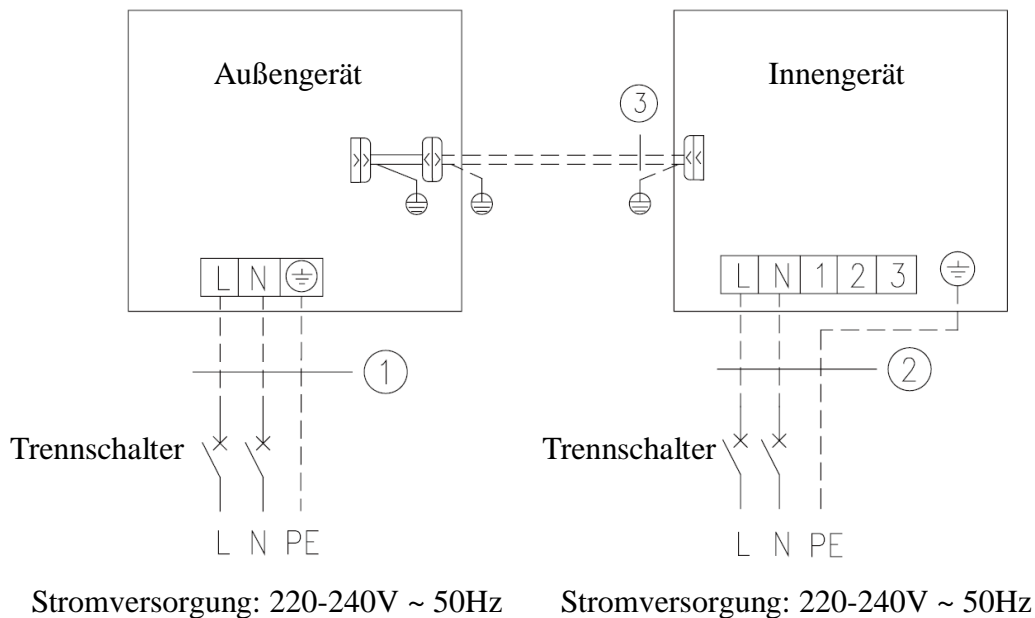 Außengerät
Innengerät
3
L N
L N 1 2 3
1
2
Trennschalter
Trennschalter
L N PE
L N PE
Stromversorgung: 220-240V ~ 50Hz
Stromversorgung: 220-240V ~ 50Hz